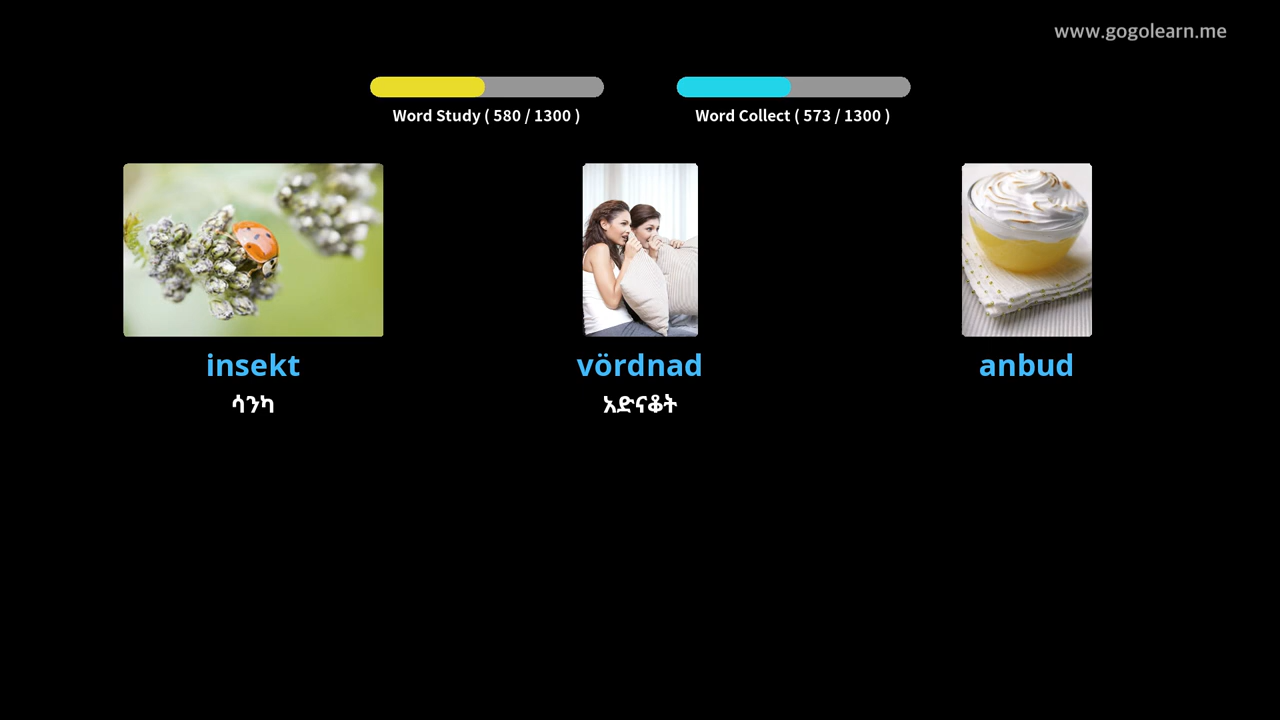 www.gogolearn.me
Word Study ( 580 / 1300 )
Word Collect ( 573 / 1300 )
insekt
ሳንካ
vördnad
አድናቆት
anbud